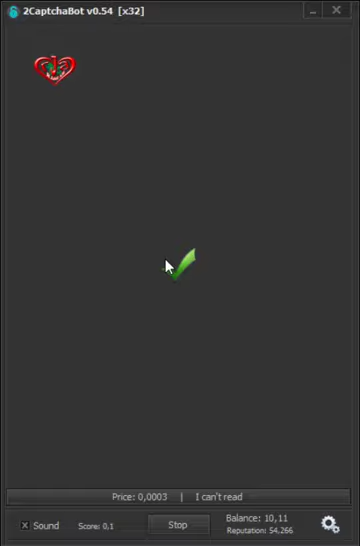 2CaptchaBot v0.54 [x32]
Price: 0,0003 | I can't read
Sound
Score: 0,1
Stop
Balance: 10,11
Reputation: 54,266